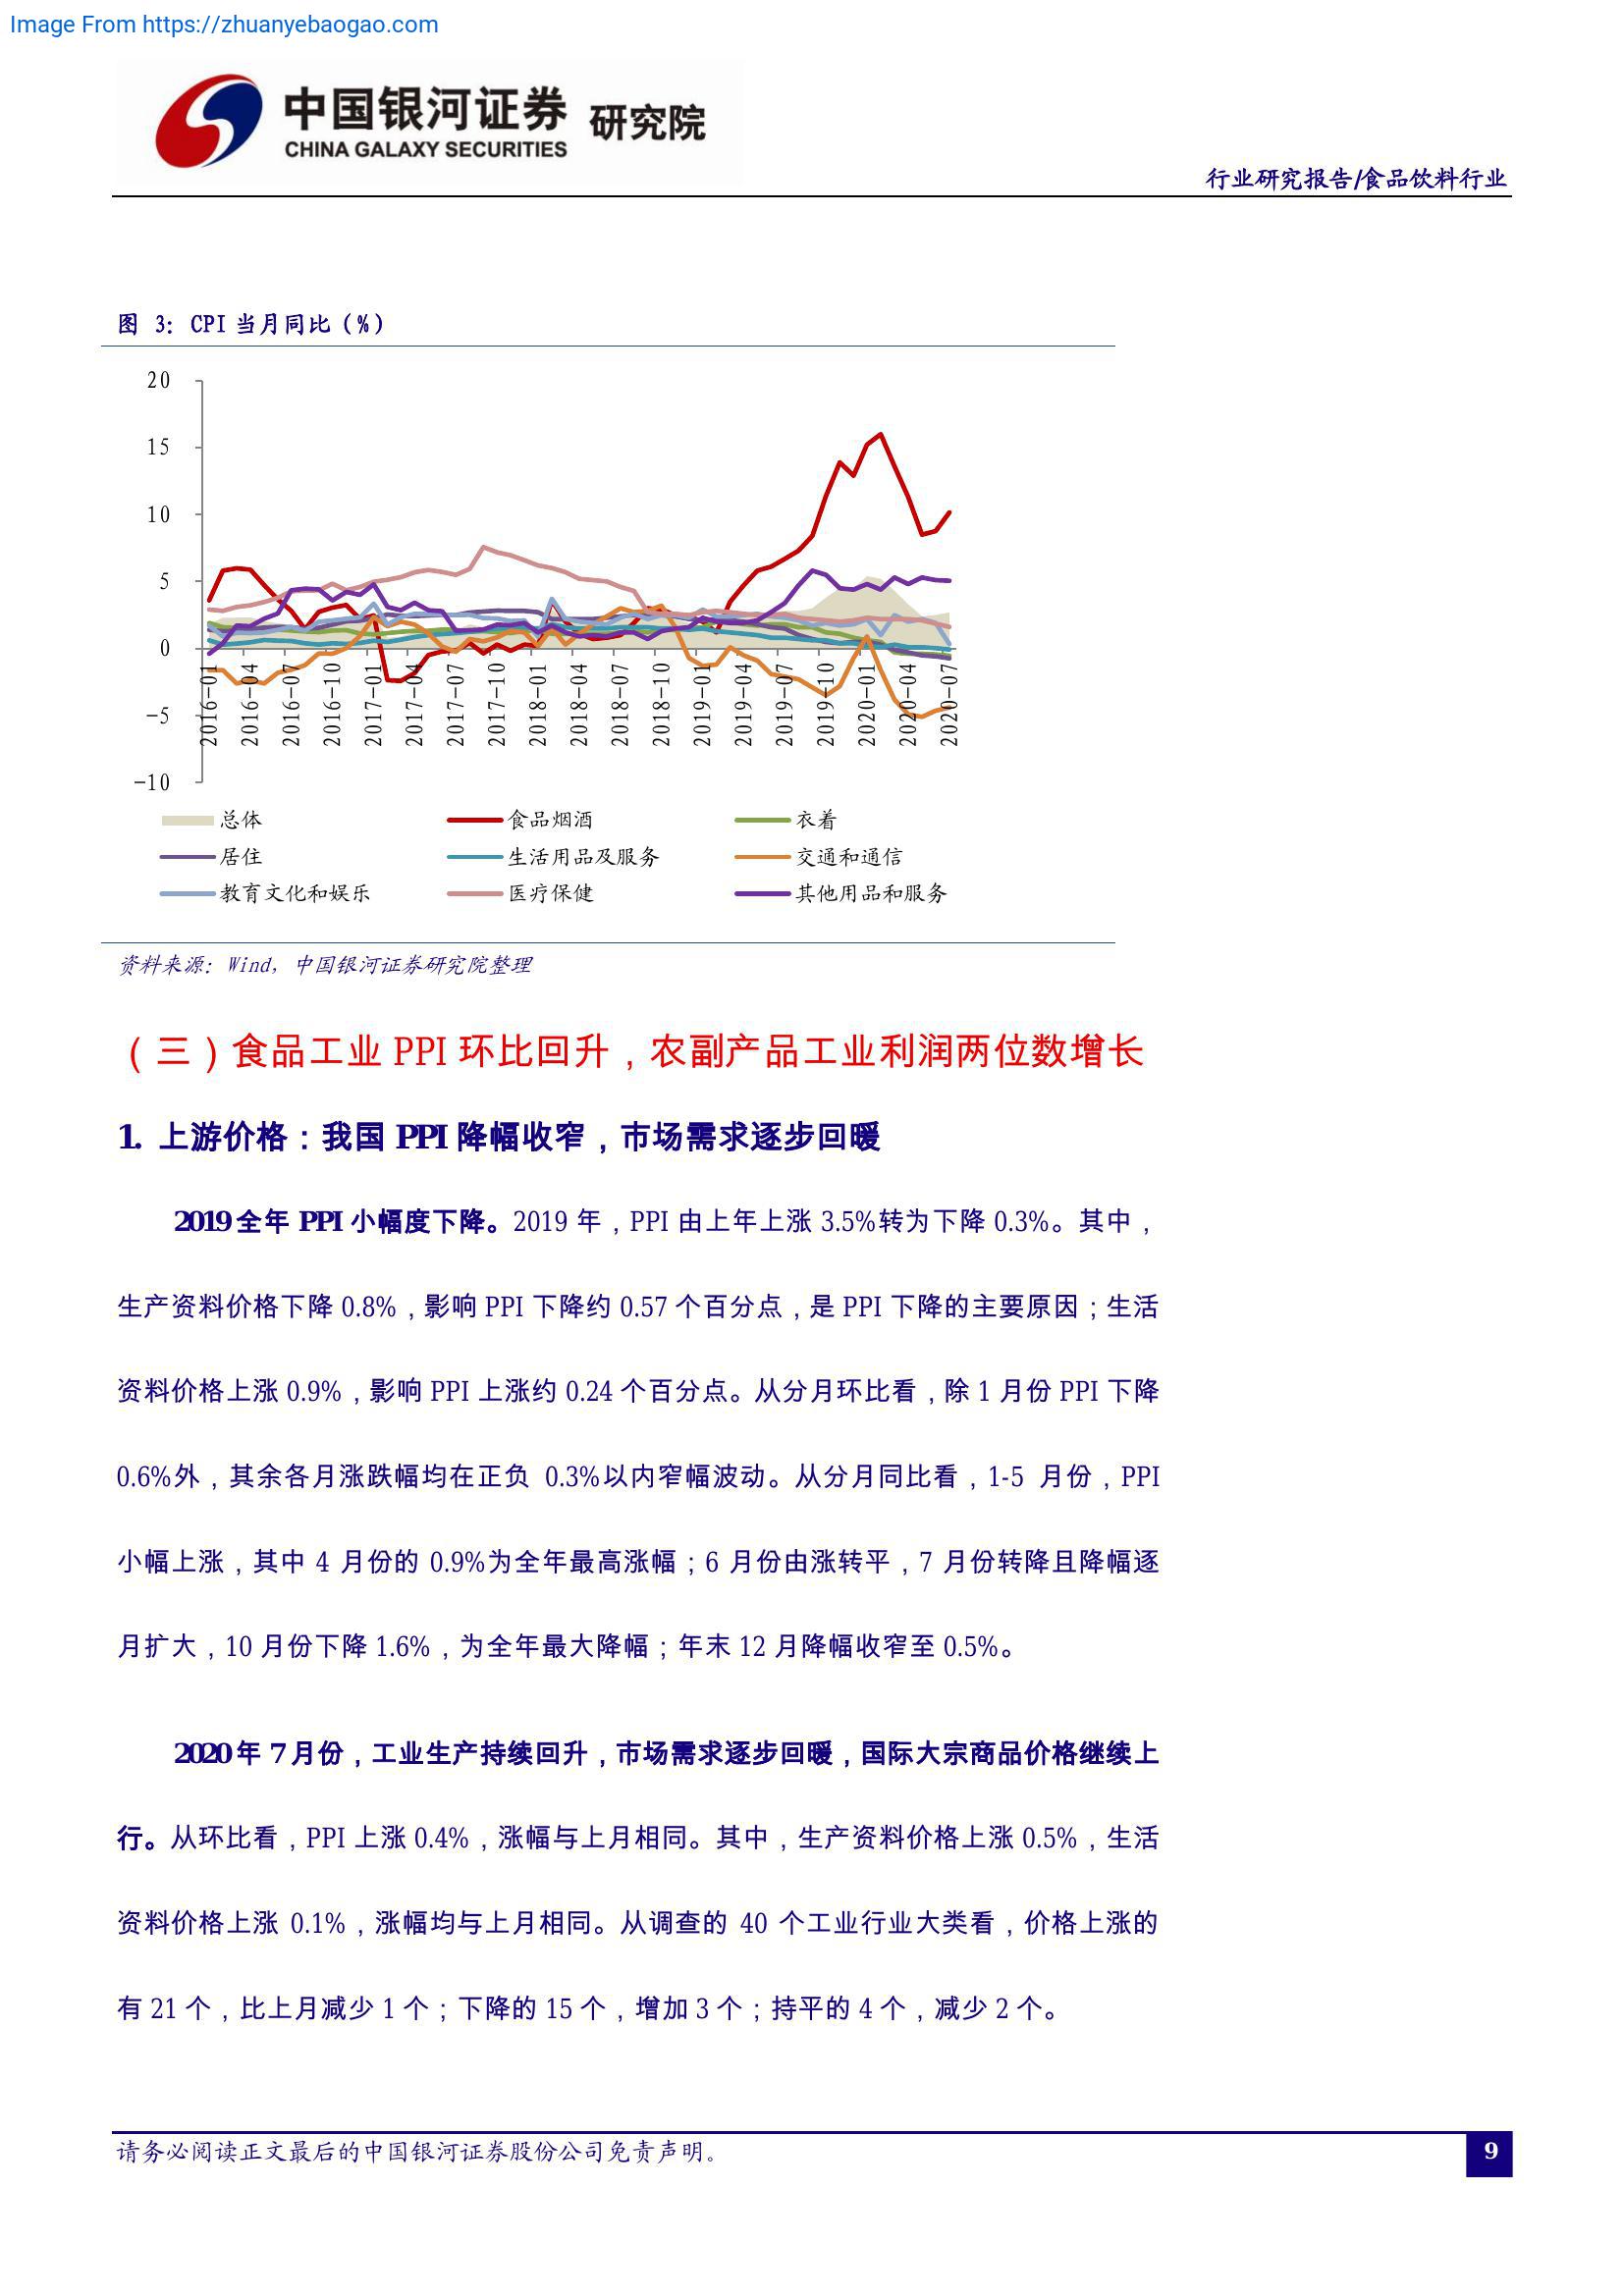 Image From https://zhuanyebaogao.com
中国银河证券 研究院
CHINA GALAXY SECURITIES
行业研究报告/食品饮料行业
图 3: CPI 当月同比（%）
20
15
10
5
0
-5
-10
2016-01 2016-04 2016-07 2016-10 2017-01 2017-04 2017-07 2017-10 2018-01 2018-04 2018-07 2018-10 2019-01 2019-04 2019-07 2019-10 2020-01 2020-04 2020-07
总体 食品烟酒 衣着
居住 生活用品及服务 交通和通信
教育文化和娱乐 医疗保健 其他用品和服务
资料来源: Wind, 中国银河证券研究院整理
（三）食品工业 PPI 环比回升，农副产品工业利润两位数增长
1. 上游价格：我国 PPI 降幅收窄，市场需求逐步回暖
2019 全年 PPI 小幅度下降。2019 年，PPI 由上年上涨 3.5%转为下降 0.3%。其中，
生产资料价格下降 0.8%，影响 PPI 下降约 0.57 个百分点，是 PPI 下降的主要原因；生活
资料价格上涨 0.9%，影响 PPI 上涨约 0.24 个百分点。从分月环比看，除 1 月份 PPI 下降
0.6%外，其余各月涨跌幅均在正负 0.3%以内窄幅波动。从分月同比看，1-5 月份，PPI
小幅上涨，其中 4 月份的 0.9%为全年最高涨幅；6 月份由涨转平，7 月份转降且降幅逐
月扩大，10 月份下降 1.6%，为全年最大降幅；年末 12 月降幅收窄至 0.5%。
2020 年 7 月份，工业生产持续回升，市场需求逐步回暖，国际大宗商品价格继续上
行。从环比看，PPI 上涨 0.4%，涨幅与上月相同。其中，生产资料价格上涨 0.5%，生活
资料价格上涨 0.1%，涨幅均与上月相同。从调查的 40 个工业行业大类看，价格上涨的
有 21 个，比上月减少 1 个；下降的 15 个，增加 3 个；持平的 4 个，减少 2 个。
请务必阅读正文最后的中国银河证券股份公司免责声明。
9